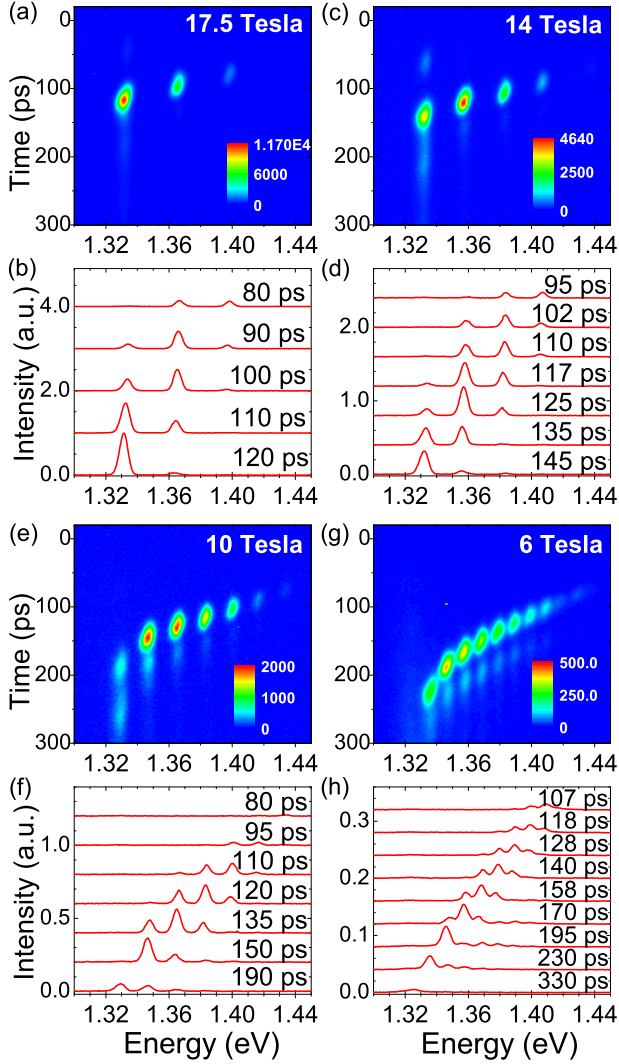 (a)
17.5 Tesla
0
100
200
300
Time (ps)
1.170E4
6000
0
1.32 1.36 1.40 1.44
(c)
14 Tesla
4640
2500
0
1.32 1.36 1.40 1.44
(b)
Intensity (a.u.)
4.0
2.0
0.0
80 ps
90 ps
100 ps
110 ps
120 ps
1.32 1.36 1.40 1.44
(d)
2.0
1.0
0.0
95 ps
102 ps
110 ps
117 ps
125 ps
135 ps
145 ps
1.32 1.36 1.40 1.44
(e)
10 Tesla
0
100
200
300
Time (ps)
2000
1000
0
1.32 1.36 1.40 1.44
(g)
6 Tesla
500.0
250.0
0
1.32 1.36 1.40 1.44
(f)
Intensity (a.u.)
1.0
0.5
0.0
80 ps
95 ps
110 ps
120 ps
135 ps
150 ps
190 ps
1.32 1.36 1.40 1.44
Energy (eV)
(h)
0.3
0.2
0.1
0.0
107 ps
118 ps
128 ps
140 ps
158 ps
170 ps
195 ps
230 ps
330 ps
1.32 1.36 1.40 1.44
Energy (eV)